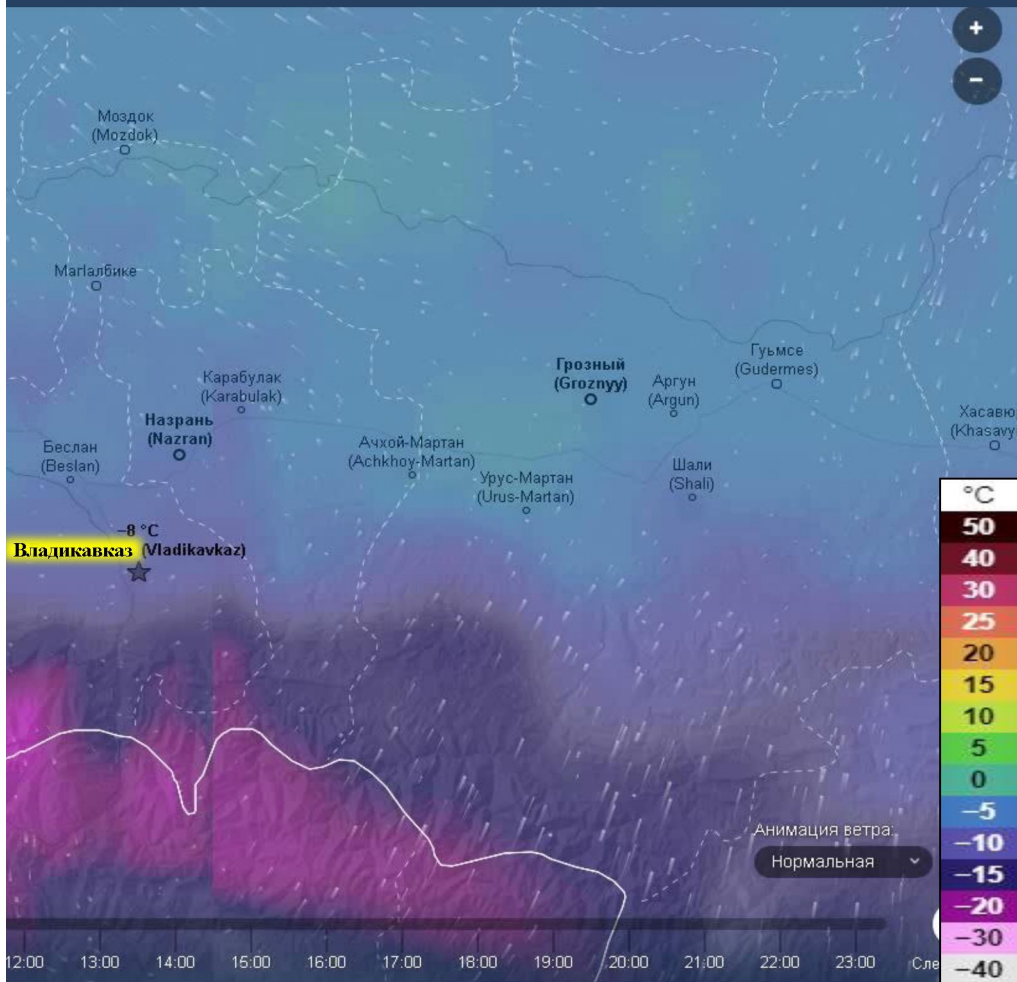 Моздок
(Mozdok)
МагIалбике
Гуьмсе
(Gudermes)
Грозный
(Groznyy)
Аргун
(Argun)
Карабулак
(Karabulak)
Назрань
(Nazran)
Хасавю
(Khasavy
Беслан
(Beslan)
Ачхой-Мартан
(Achkhoy-Martan)
Урус-Мартан
(Urus-Martan)
Шали
(Shali)
–8 °C
Владикавказ (Vladikavkaz)
°C
50
40
30
25
20
15
10
5
0
–5
–10
–15
–20
–30
–40
Анимация ветра:
Нормальная
12:00 13:00 14:00 15:00 16:00 17:00 18:00 19:00 20:00 21:00 22:00 23:00 Сле